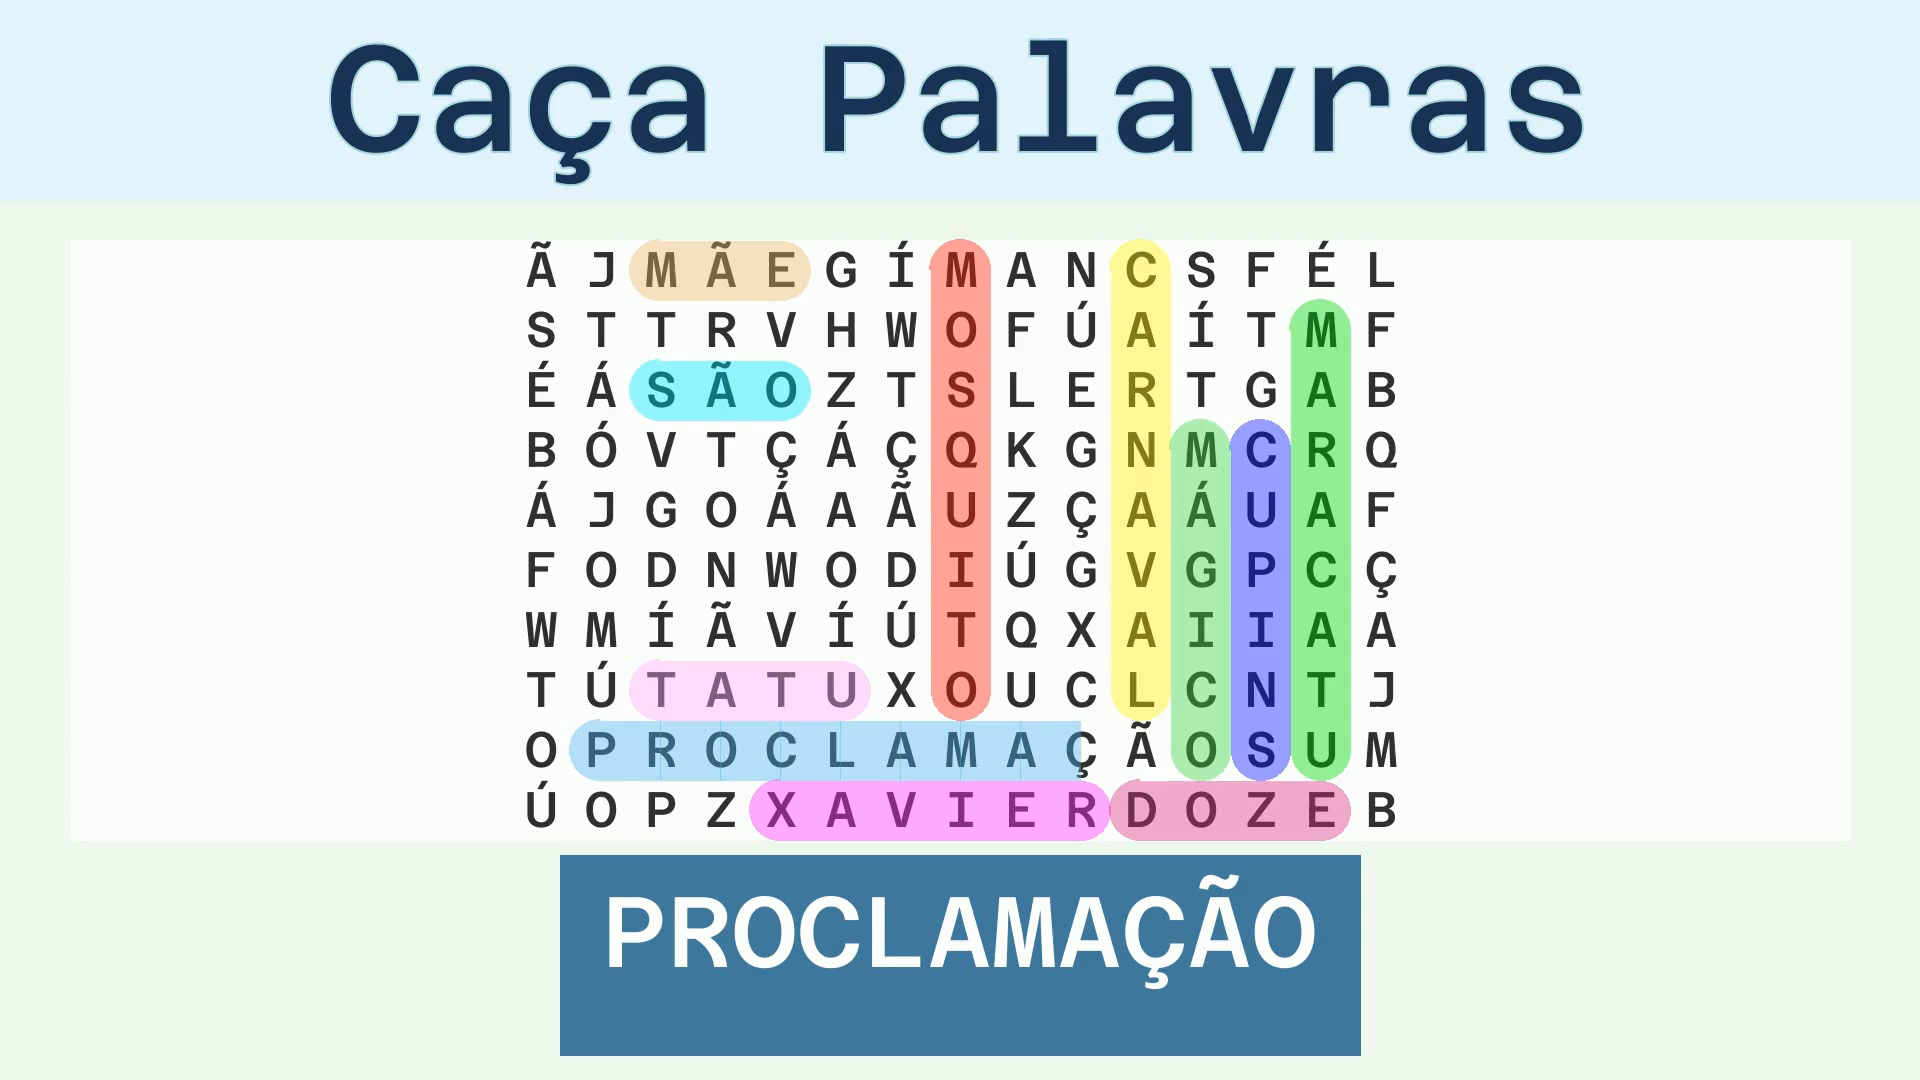 Caça Palavras
Ã J M Ã E G Í M A N C S F É L
S T T R V H W O F Ú A Í T M F
É Á S Ã O Z T S L E R T G A B
B Ó V T Ç Á Ç Q K G N M C R Q
Á J G O Á A Ã U Z Ç A Á U A F
F O D N W O D I Ú G V G P C Ç
W M Í Ã V Í Ú T Q X A I I A A
T Ú T A T U X O U C L C N T J
O P R O C L A M A Ç Ã O S U M
Ú O P Z X A V I E R D O Z E B
PROCLAMAÇÃO